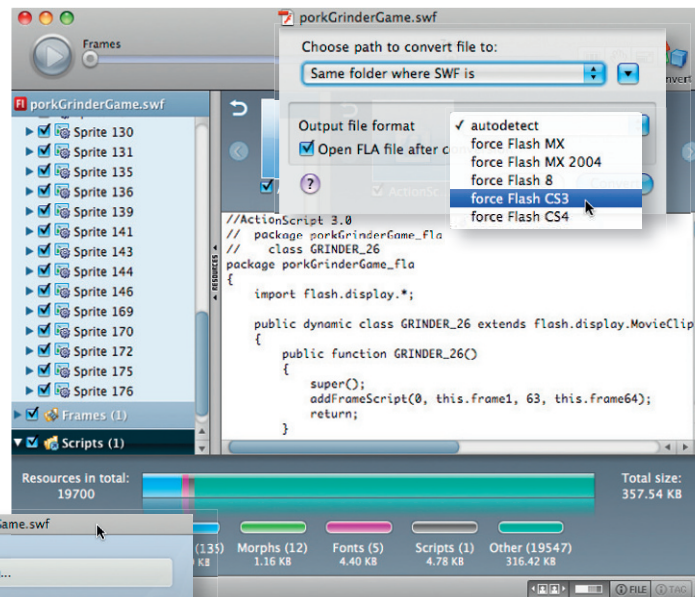 porkGrinderGame.swf
Frames
Choose path to convert file to:
Same folder where SWF is
nvert
porkGrinderGame.swf
Output file format
autodetect
force Flash MX
force Flash MX 2004
force Flash 8
force Flash CS3
force Flash CS4
Open FLA file after
?
Sprite 130
Sprite 131
Sprite 135
Sprite 136
Sprite 139
Sprite 141
Sprite 143
Sprite 144
Sprite 146
Sprite 169
Sprite 170
Sprite 172
Sprite 175
Sprite 176
Frames (1)
Scripts (1)
RESOURCES
//ActionScript 3.0
// package porkGrinderGame_fla
// class GRINDER_26
package porkGrinderGame_fla
{
import flash.display.*;
public dynamic class GRINDER_26 extends flash.display.MovieClip
{
public function GRINDER_26()
{
super();
addFrameScript(0, this.frame1, 63, this.frame64);
return;
}
Resources in total:
19700
Total size:
357.54 KB
Game.swf
(135)
KB
Morphs (12)
1.16 KB
Fonts (5)
4.40 KB
Scripts (1)
4.78 KB
Other (19547)
316.42 KB
FILE
TAG